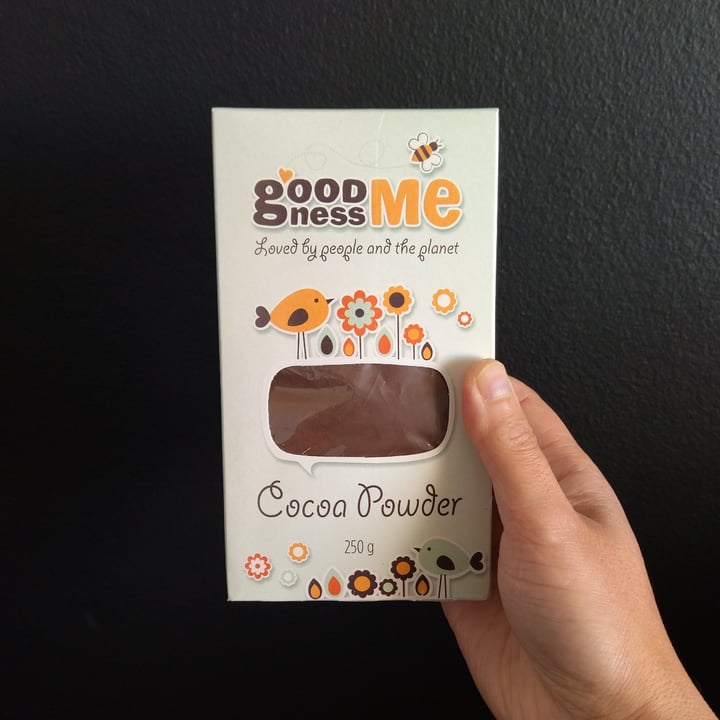 gOOD
ness Me
Loved by people and the planet
Cocoa Powder
250 g